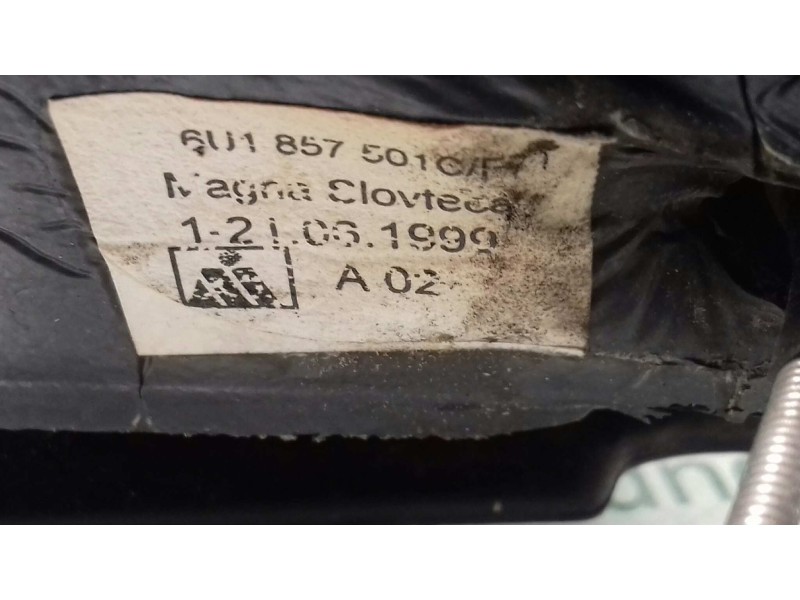 6U1 857 501C/F
Magna Slovteca
1-21.06.1999
A 02